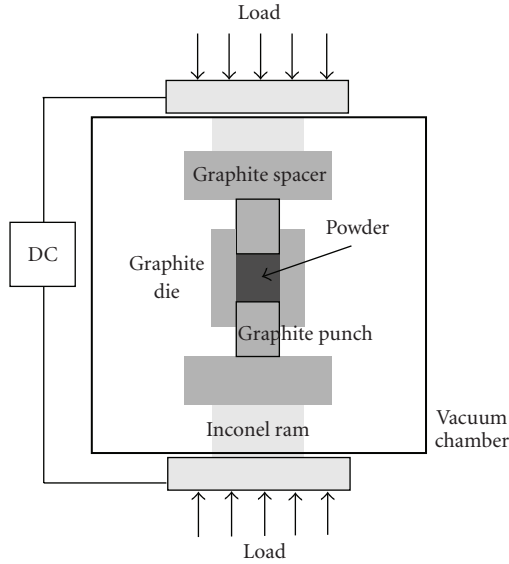 Load
Graphite spacer
Powder
DC
Graphite
die
Graphite punch
Inconel ram
Vacuum
chamber
Load